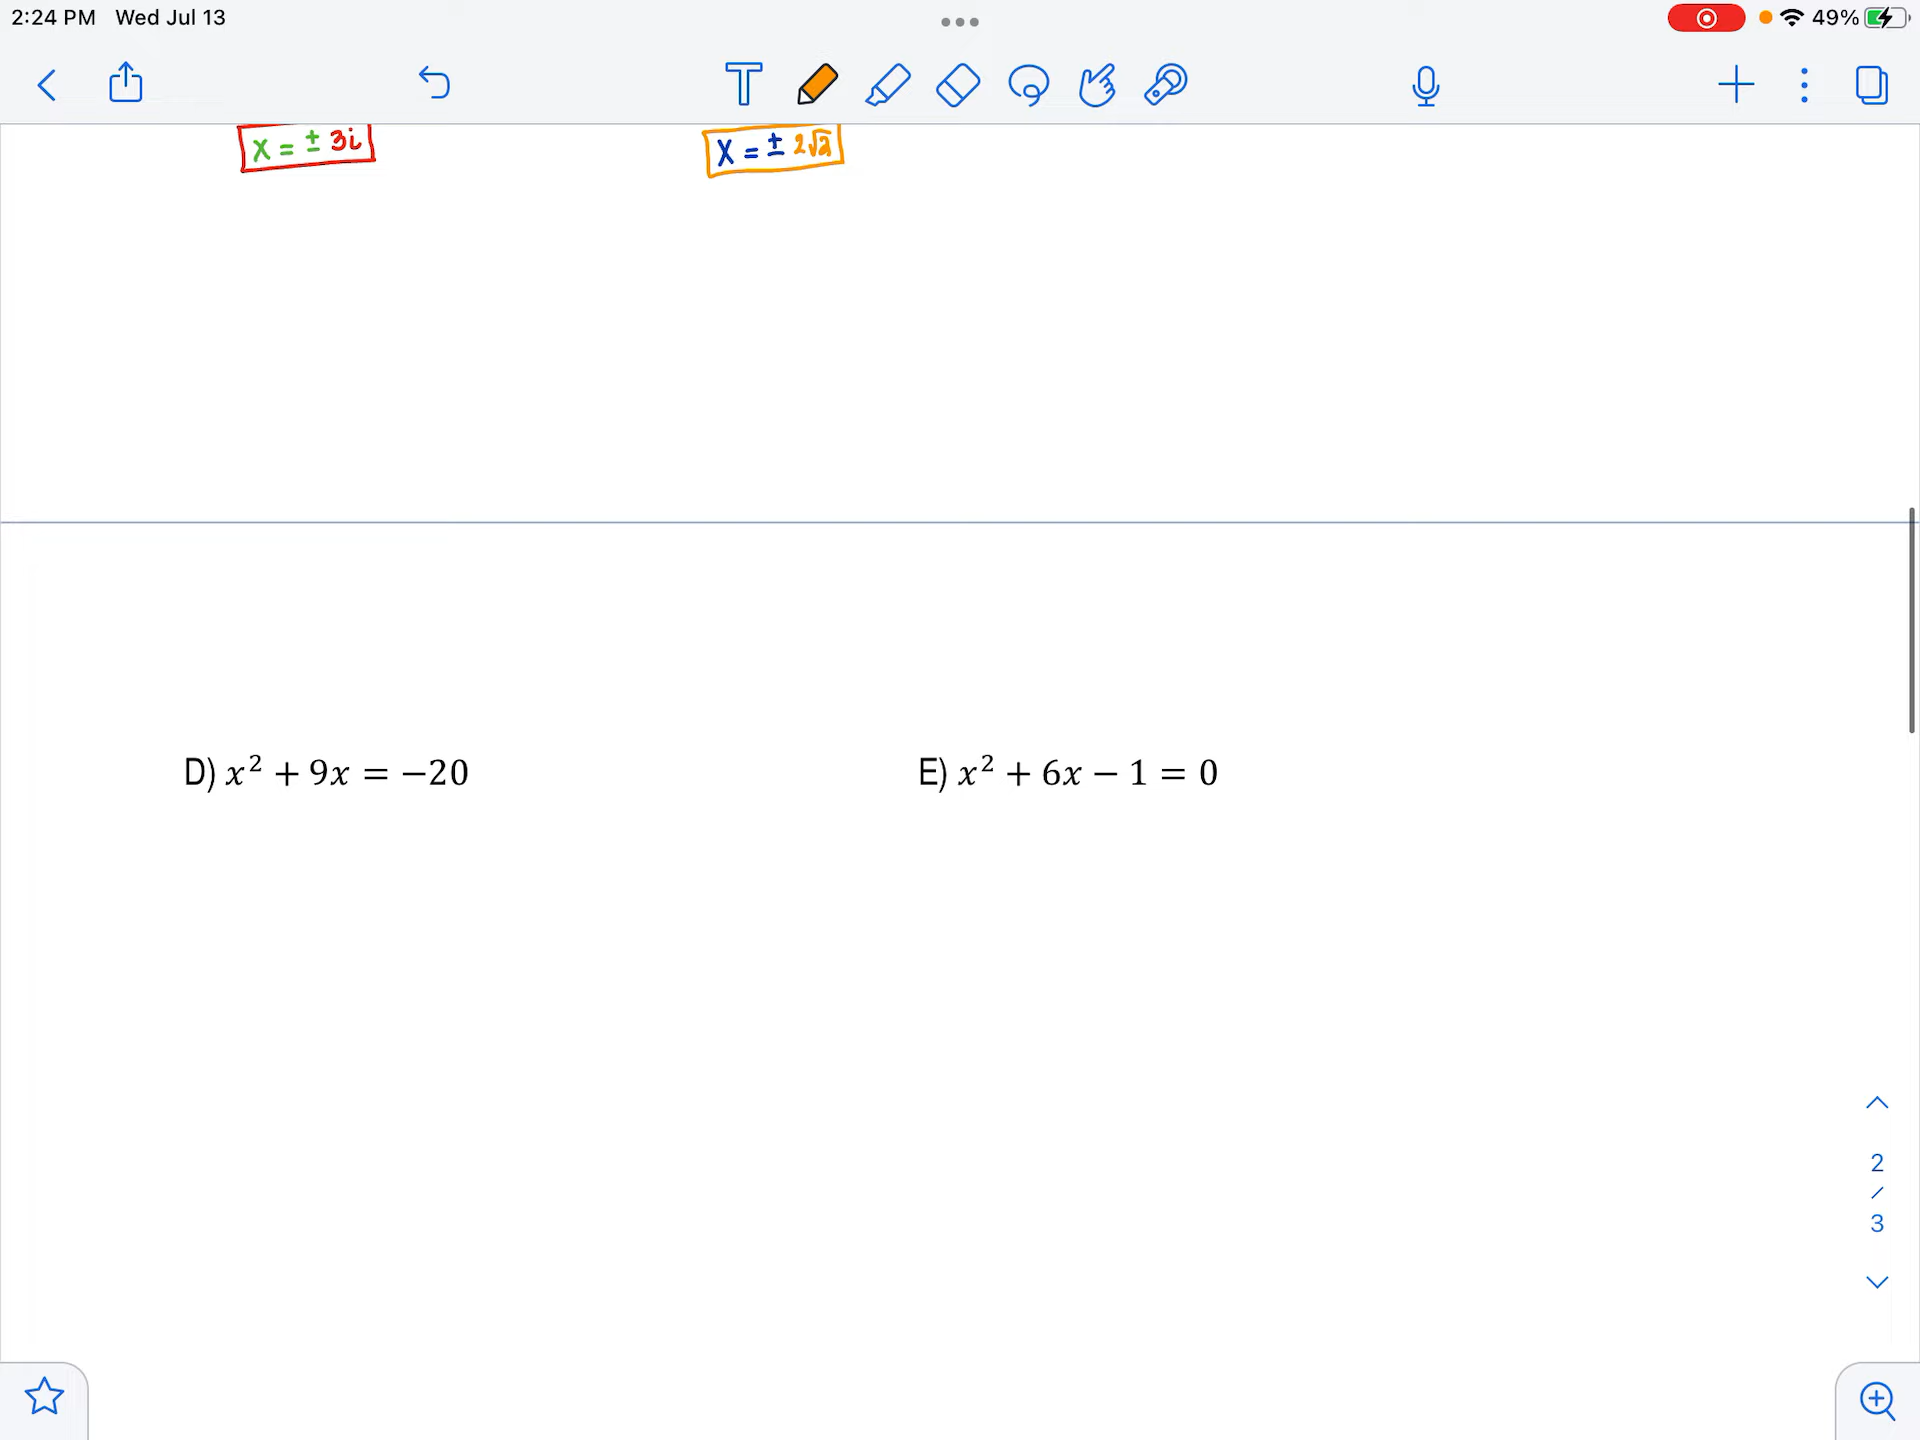 2:24 PM Wed Jul 13
49%
T
x = ± 3i
x = ± 2√2
D) x² + 9x = −20
E) x² + 6x − 1 = 0
2
/
3